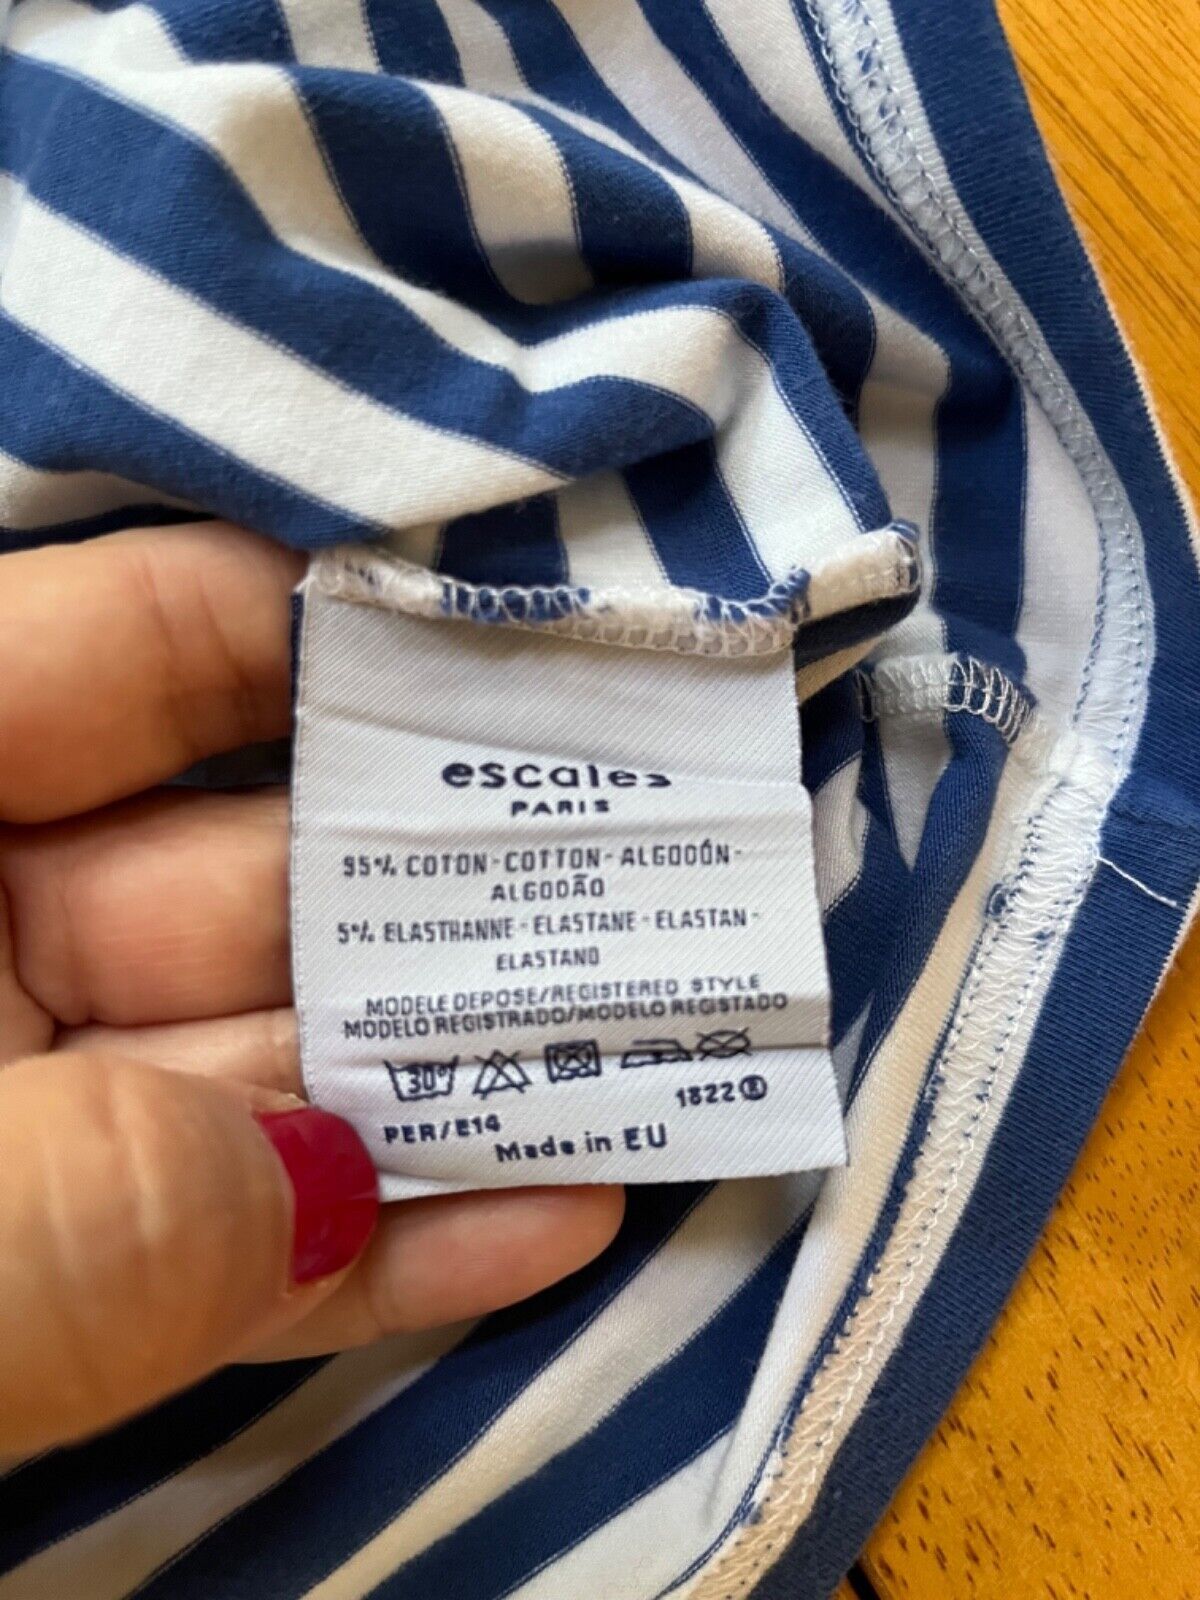 escales
PARIS
95% COTON-COTTON-ALGODÓN-
ALGODÃO
5% ELASTHANNE-ELASTANE-ELASTAN-
ELASTANO
MODELE DEPOSE/REGISTERED STYLE
MODELO REGISTRADO/MODELO REGISTADO
30°
1822®
PER/E14
Made in EU